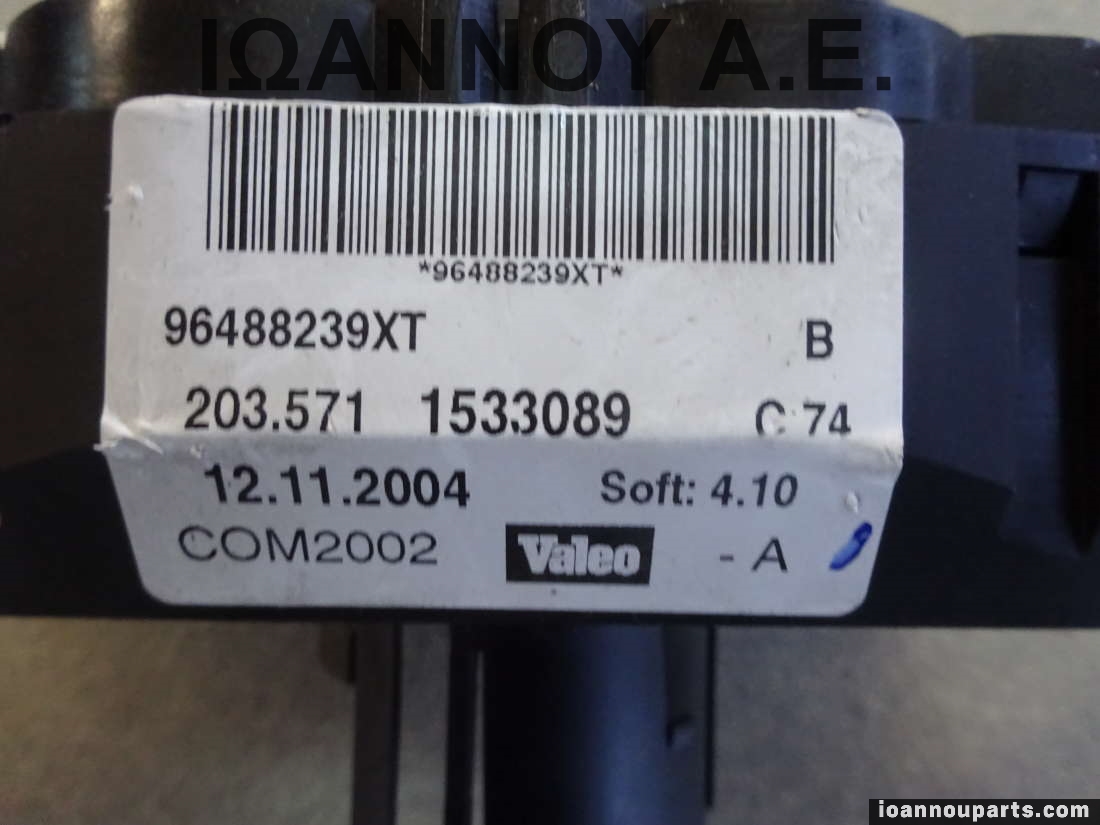 ΙΩΑΝΝΟΥ Α.Ε.
*96488239XT*
96488239XT B
203.571 1533089 C 74
12.11.2004 Soft: 4.10
COM2002 Valeo - A
ioannouparts.com